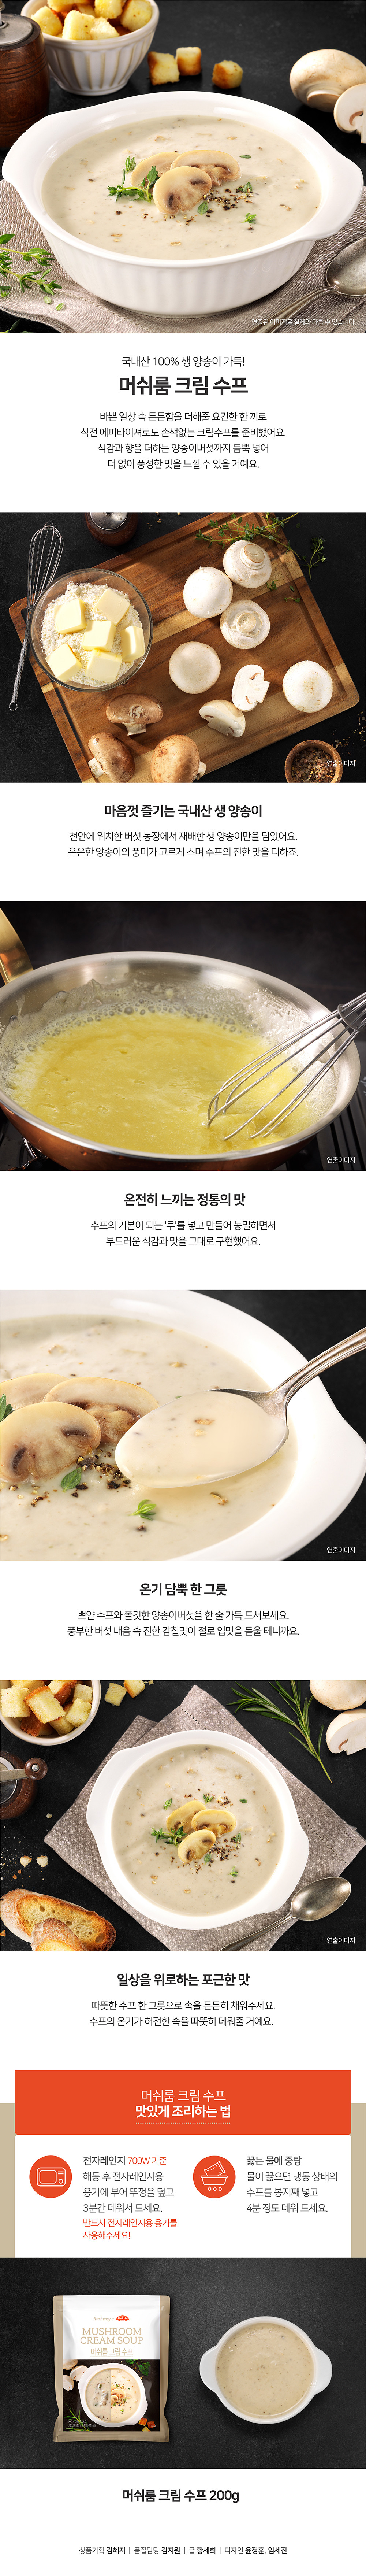 연출된 이미지로 실제와 다를 수 있습니다.
국내산 100% 생 양송이 가득!
머쉬룸 크림 수프
바쁜 일상 속 든든함을 더해줄 요긴한 한 끼로
식전 에피타이져로도 손색없는 크림수프를 준비했어요.
식감과 향을 더하는 양송이버섯까지 듬뿍 넣어
더 없이 풍성한 맛을 느낄 수 있을 거예요.
연출이미지
마음껏 즐기는 국내산 생 양송이
천안에 위치한 버섯 농장에서 재배한 생 양송이만을 담았어요.
은은한 양송이의 풍미가 고르게 스며 수프의 진한 맛을 더하죠.
연출이미지
온전히 느끼는 정통의 맛
수프의 기본이 되는 '루'를 넣고 만들어 농밀하면서
부드러운 식감과 맛을 그대로 구현했어요.
연출이미지
온기 담뿍 한 그릇
뽀얀 수프와 쫄깃한 양송이버섯을 한 술 가득 드셔보세요.
풍부한 버섯 내음 속 진한 감칠맛이 절로 입맛을 돋울 테니까요.
연출이미지
일상을 위로하는 포근한 맛
따뜻한 수프 한 그릇으로 속을 든든히 채워주세요.
수프의 온기가 허전한 속을 따뜻히 데워줄 거예요.
머쉬룸 크림 수프
맛있게 조리하는 법
전자레인지 700W 기준
해동 후 전자레인지용
용기에 부어 뚜껑을 덮고
3분간 데워서 드세요.
반드시 전자레인지용 용기를
사용해주세요!
끓는 물에 중탕
물이 끓으면 냉동 상태의
수프를 봉지째 넣고
4분 정도 데워 드세요.
MUSHROOM
CREAM SOUP
머쉬룸 크림 수프
머쉬룸 크림 수프 200g
상품기획 김혜지 | 품질담당 김지원 | 글 황세희 | 디자인 윤정훈, 임세진